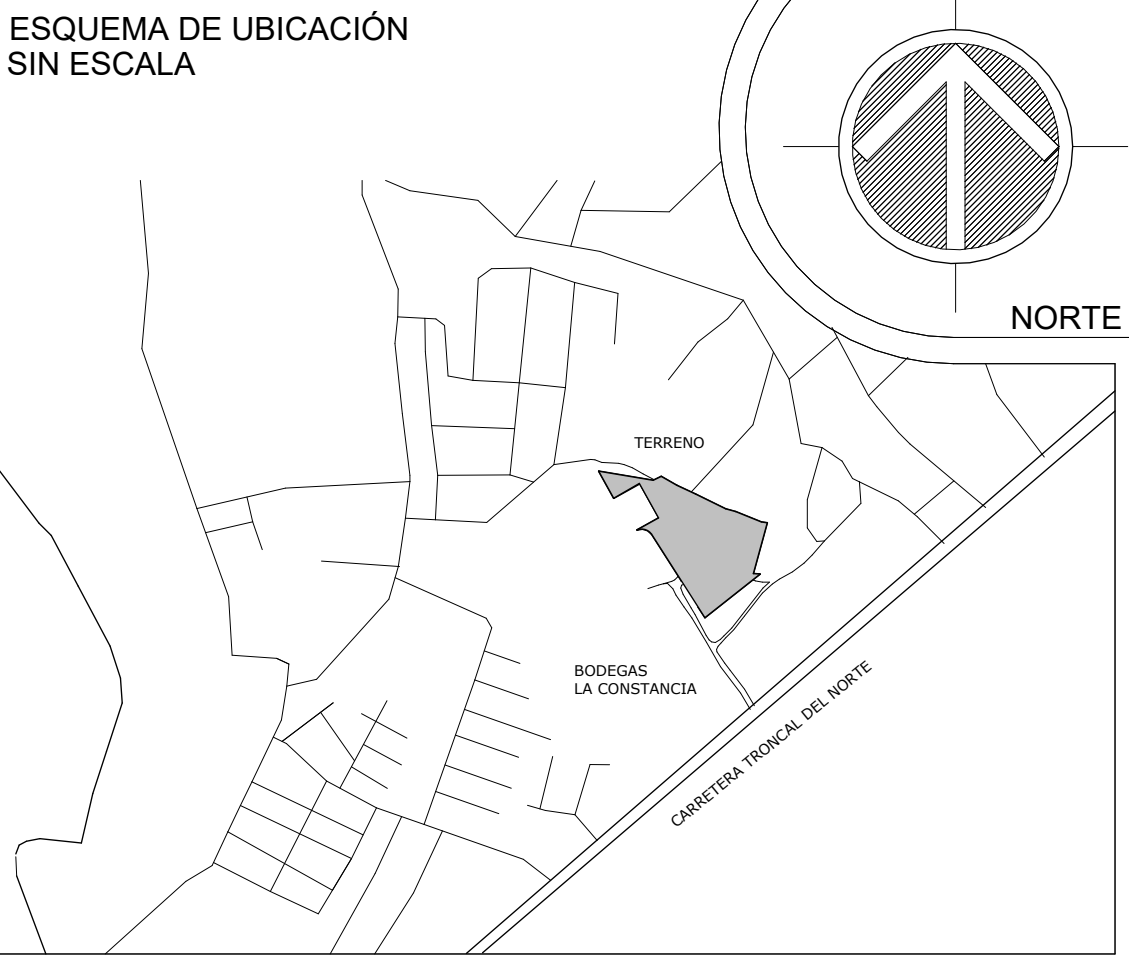 ESQUEMA DE UBICACIÓN
SIN ESCALA
NORTE
TERRENO
BODEGAS
LA CONSTANCIA
CARRETERA TRONCAL DEL NORTE